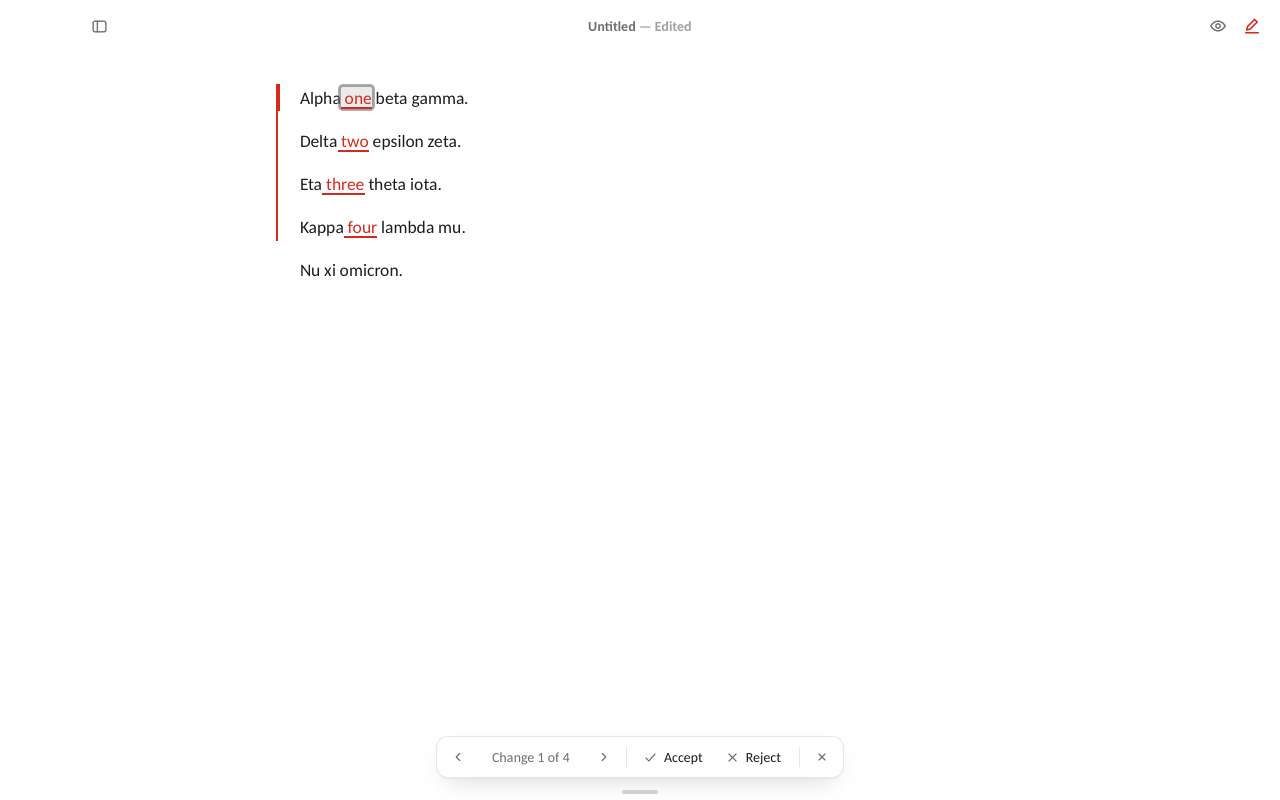 Untitled — Edited
Alpha one beta gamma.
Delta two epsilon zeta.
Eta three theta iota.
Kappa four lambda mu.
Nu xi omicron.
Change 1 of 4 Accept Reject